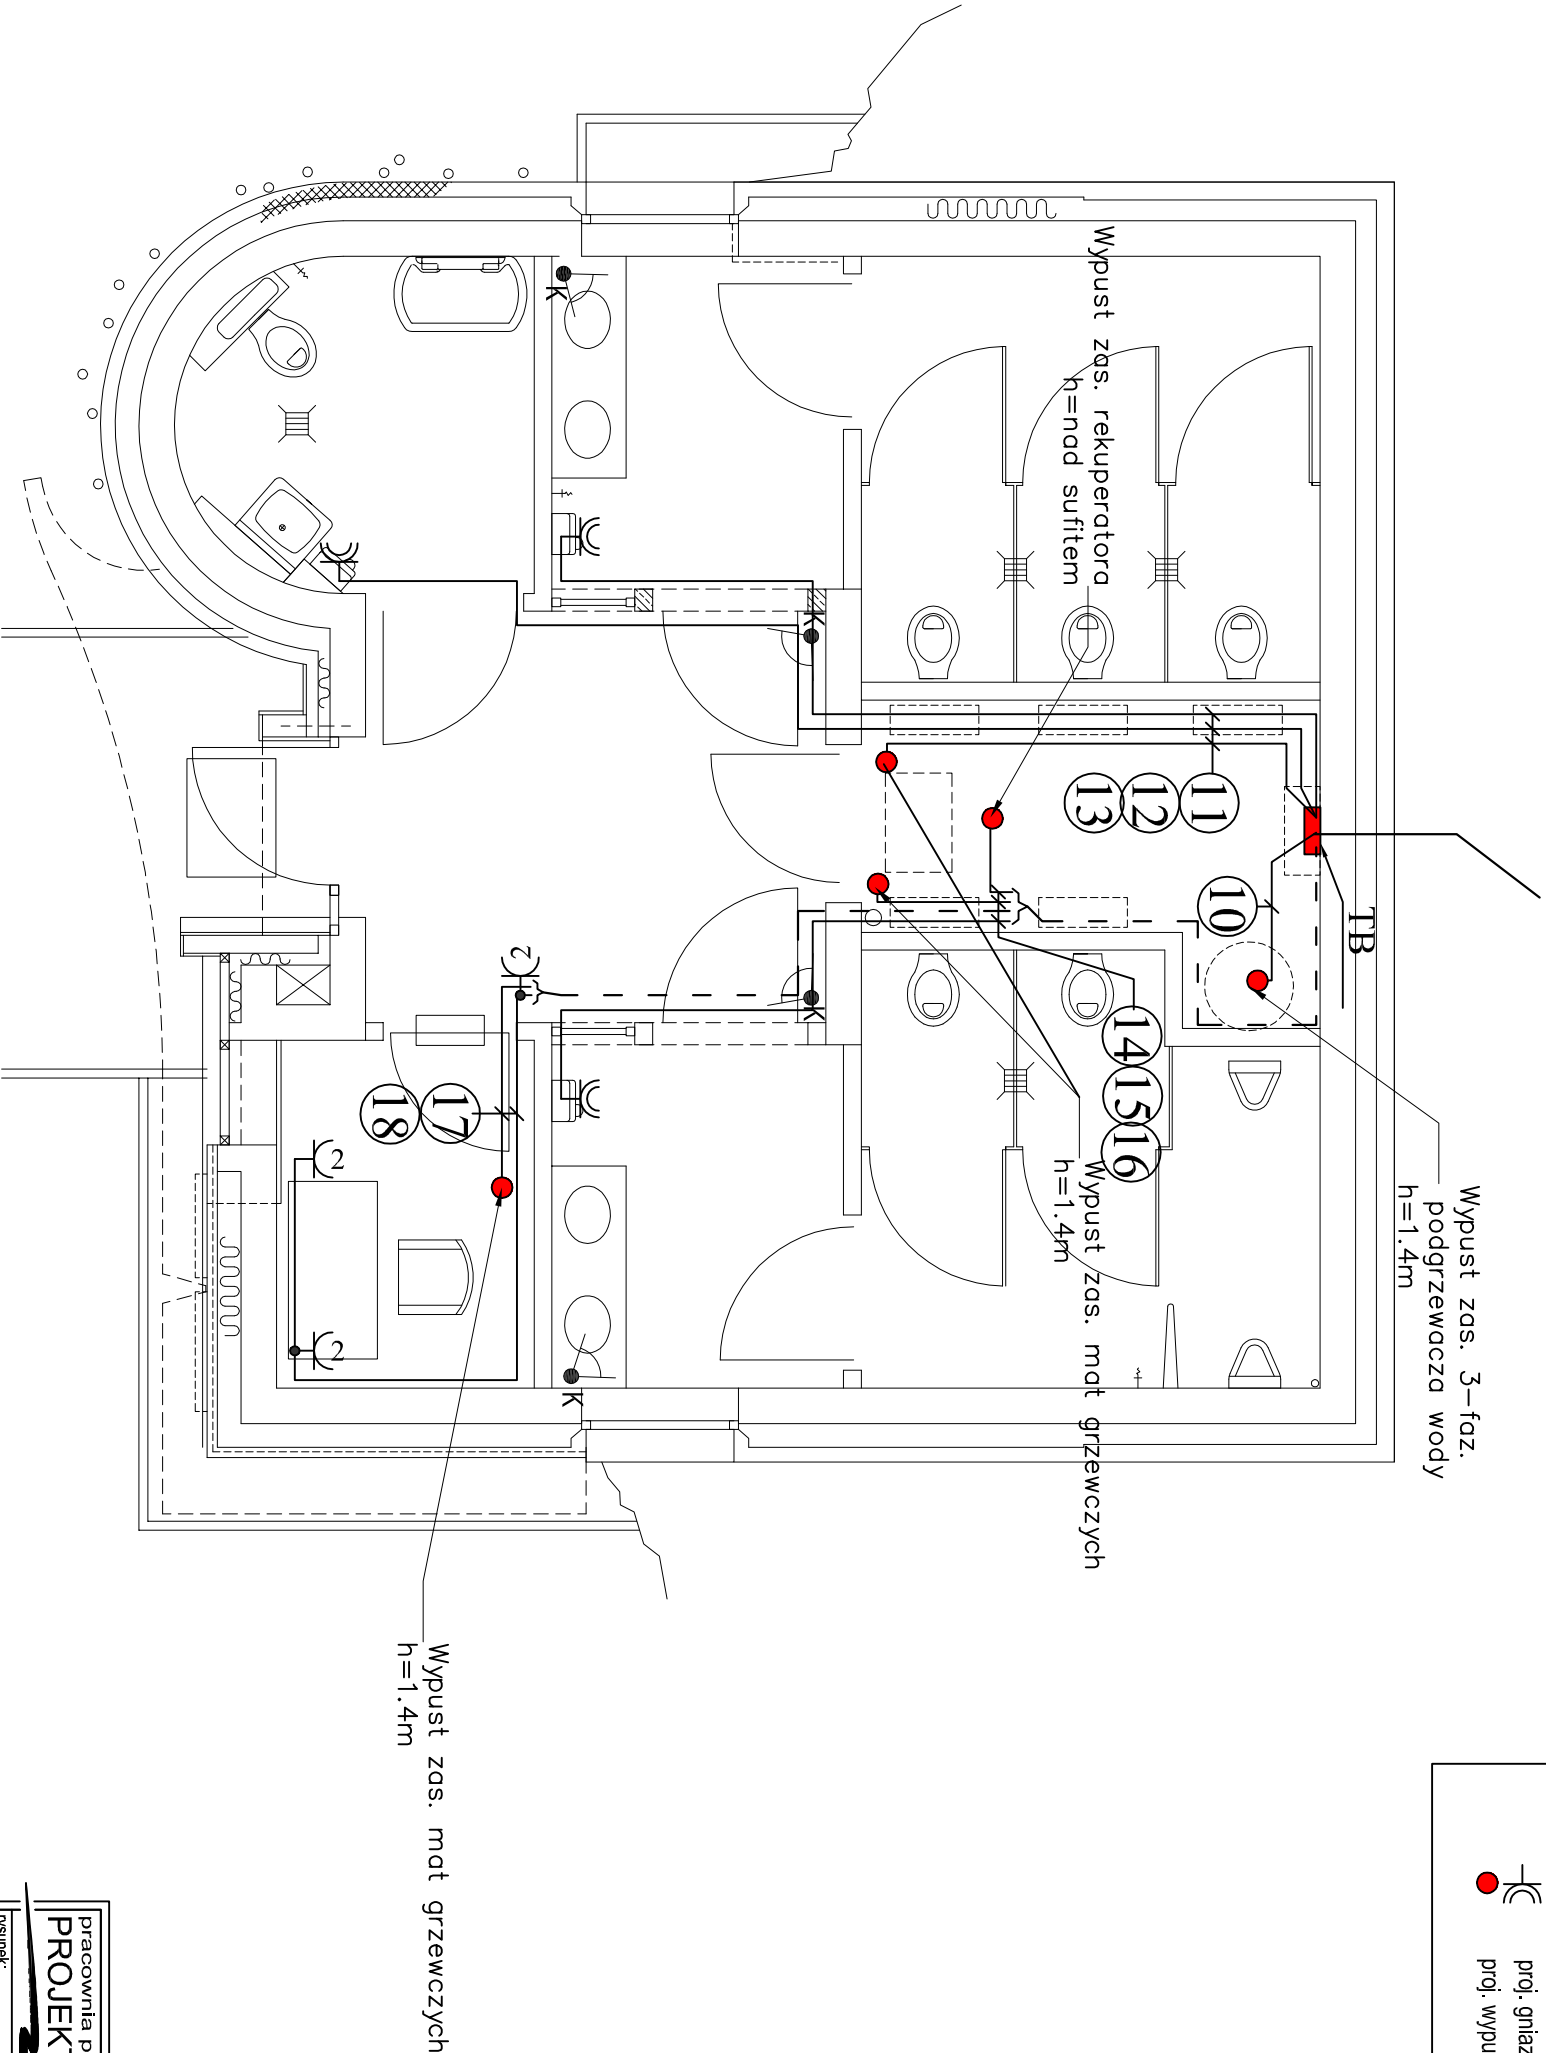 Wypust zas. 3-faz.
podgrzewacza wody
h=1.4m
TB
10
11
12
13
Wypust zas. rekuperatora
h=nad sufitem
14
15
16
Wypust zas. mat grzewczych
h=1.4m
K
K
K
K
2
17
18
2
2
Wypust zas. mat grzewczych
h=1.4m
proj. gniaz
proj. wypu
pracownia p
PROJEKT
rysunek: